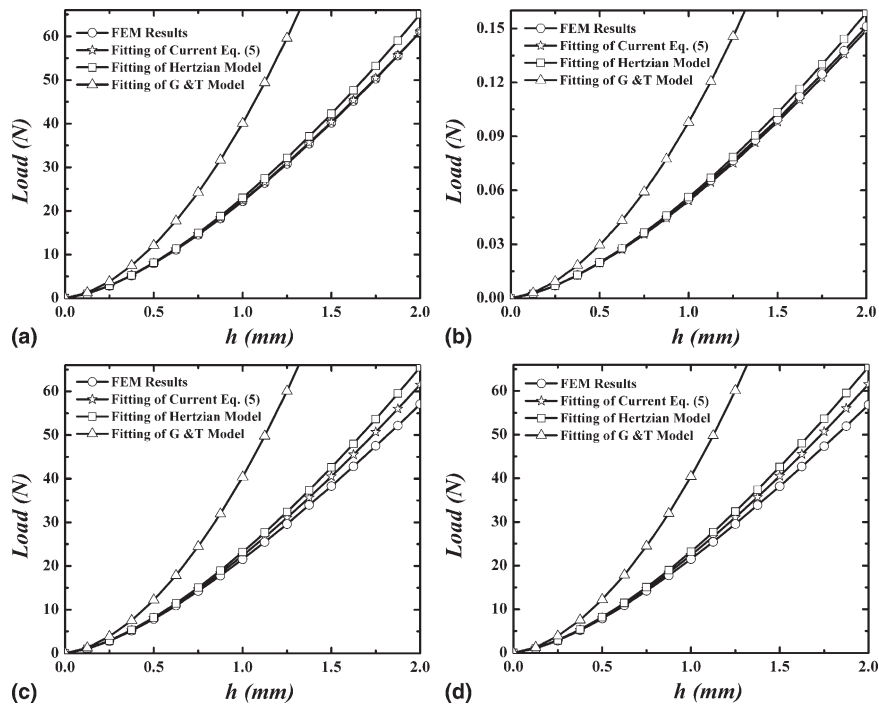 60
50
40
30
20
10
0
Load (N)
FEM Results
Fitting of Current Eq. (5)
Fitting of Hertzian Model
Fitting of G &T Model
0.0 0.5 1.0 1.5 2.0
(a) h (mm)
0.15
0.12
0.09
0.06
0.03
0.00
Load (N)
FEM Results
Fitting of Current Eq. (5)
Fitting of Hertzian Model
Fitting of G &T Model
0.0 0.5 1.0 1.5 2.0
(b) h (mm)
60
50
40
30
20
10
0
Load (N)
FEM Results
Fitting of Current Eq. (5)
Fitting of Hertzian Model
Fitting of G &T Model
0.0 0.5 1.0 1.5 2.0
(c) h (mm)
60
50
40
30
20
10
0
Load (N)
FEM Results
Fitting of Current Eq. (5)
Fitting of Hertzian Model
Fitting of G &T Model
0.0 0.5 1.0 1.5 2.0
(d) h (mm)